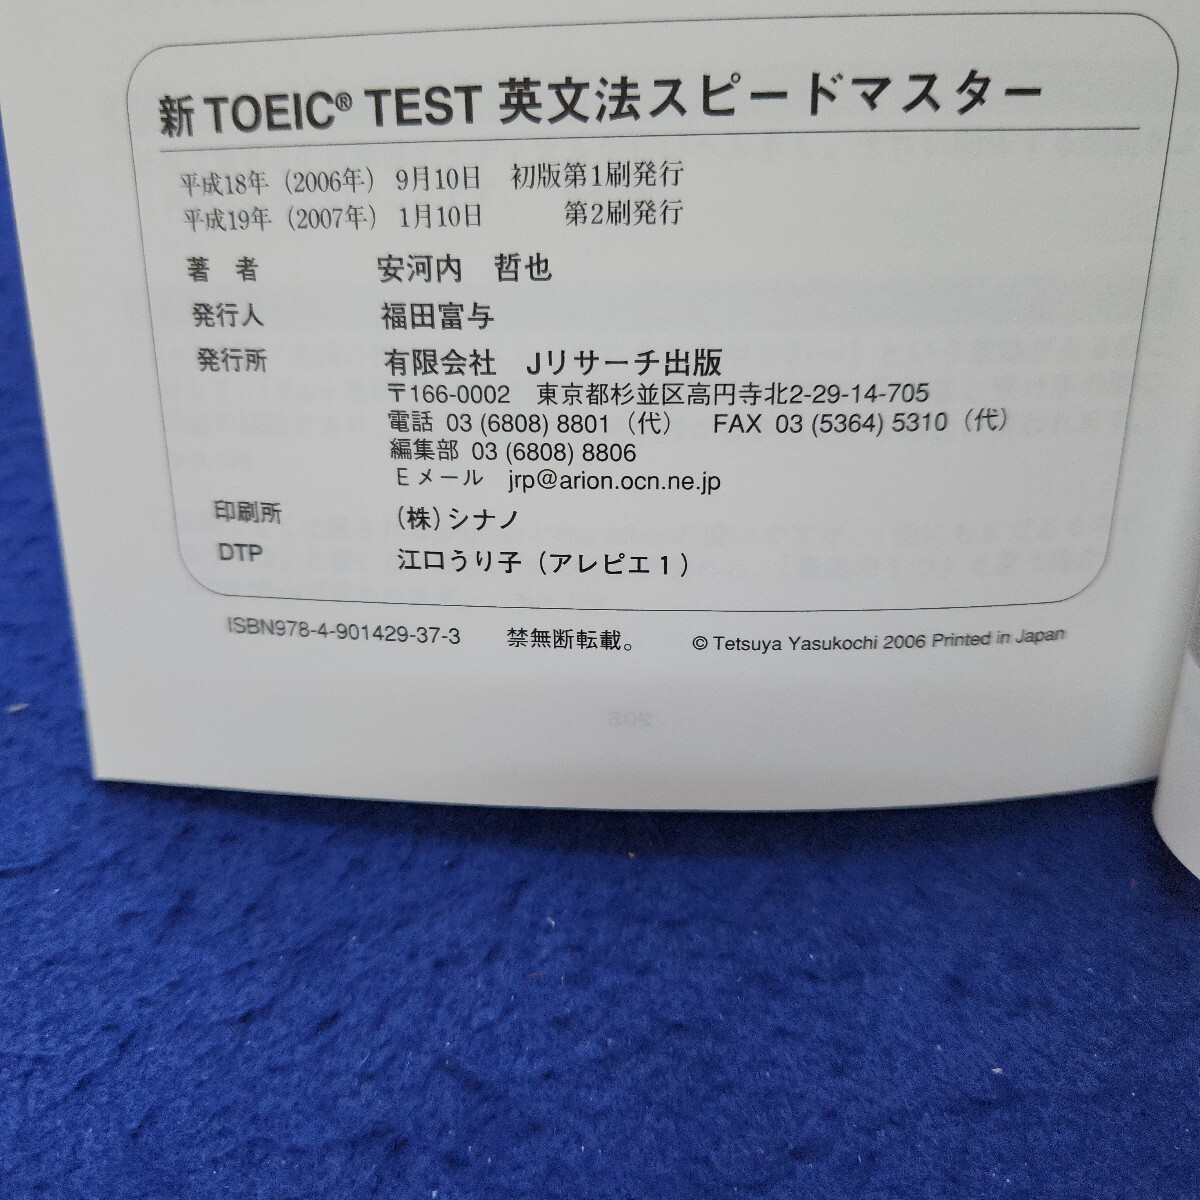 新 TOEIC® TEST 英文法スピードマスター
平成18年（2006年） 9月10日　初版第1刷発行
平成19年（2007年） 1月10日　第2刷発行
著　者　安河内　哲也
発行人　福田富与
発行所　有限会社　Jリサーチ出版
〒166-0002　東京都杉並区高円寺北2-29-14-705
電話 03 (6808) 8801（代）　FAX 03 (5364) 5310（代）
編集部 03 (6808) 8806
Eメール　jrp@arion.ocn.ne.jp
印刷所　（株）シナノ
DTP　江口うり子（アレピエ1）
ISBN978-4-901429-37-3　禁無断転載。　© Tetsuya Yasukochi 2006 Printed in Japan